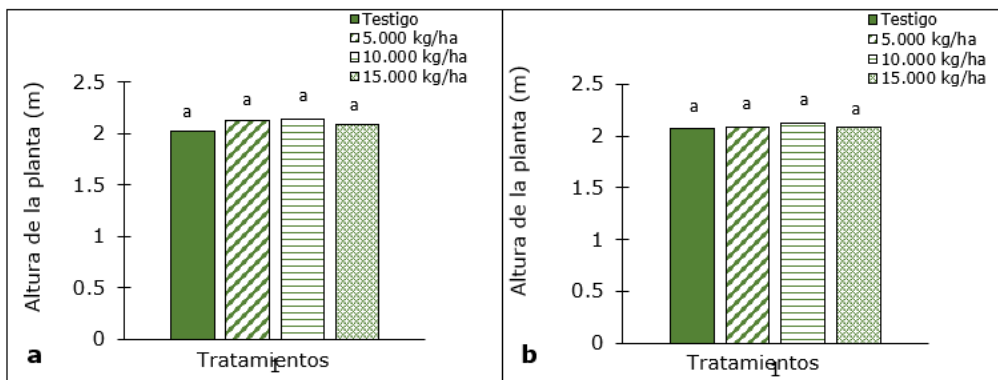 Testigo
5.000 kg/ha
10.000 kg/ha
15.000 kg/ha
Altura de la planta (m)
2.5
2
1.5
1
0.5
0
a a a a
Tratamientos
1
a
Testigo
5.000 kg/ha
10.000 kg/ha
15.000 kg/ha
Altura de la planta (m)
2.5
2
1.5
1
0.5
0
a a a a
Tratamientos
1
b